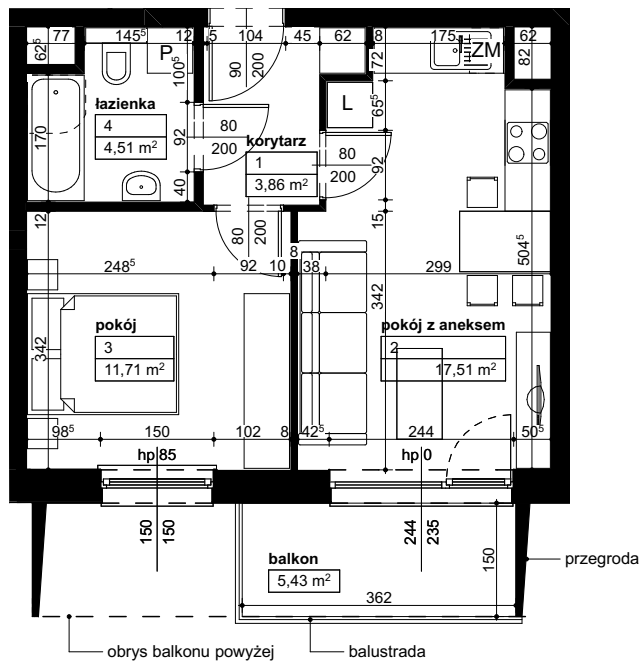 77 145⁵ 12 5 104 45 62 8 175 62
62⁵ P 100⁵ 90 200 72 ZM 82
łazienka
4
4,51 m²
170 92 40
80
200
korytarz
1
3,86 m²
L 65⁵
80
200
92
12 80 200 8 15 504⁵
248⁵ 92 10 38 299
342 342
pokój
3
11,71 m²
pokój z aneksem
2
17,51 m²
98⁵ 150 102 8 42⁵ 244 50⁵
hp 85 hp 0
150 150 244 235
balkon
5,43 m²
150
362
przegroda
obrys balkonu powyżej
balustrada